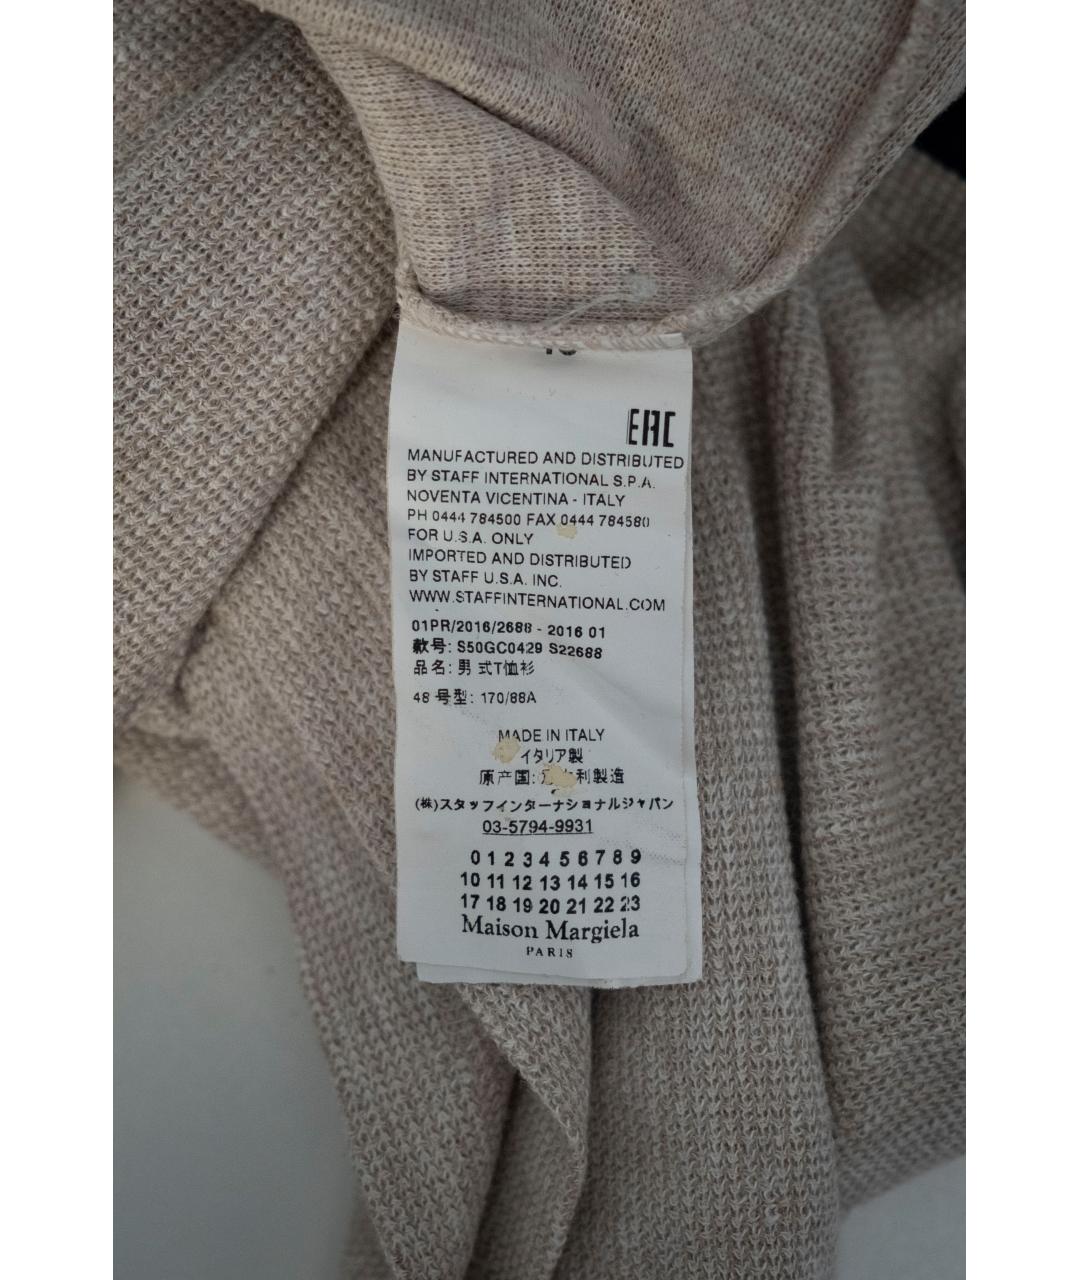 EAC
MANUFACTURED AND DISTRIBUTED
BY STAFF INTERNATIONAL S.P.A.
NOVENTA VICENTINA - ITALY
PH 0444 784500 FAX 0444 784580
FOR U.S.A. ONLY
IMPORTED AND DISTRIBUTED
BY STAFF U.S.A. INC.
WWW.STAFFINTERNATIONAL.COM
01PR/2016/2688 - 2016 01
款号: S50GC0429 S22688
品名: 男 式T恤衫
48 号型: 170/88A
MADE IN ITALY
イタリア製
原产国: 利製造
(株)スタッフインターナショナルジャパン
03-5794-9931
0 1 2 3 4 5 6 7 8 9
10 11 12 13 14 15 16
17 18 19 20 21 22 23
Maison Margiela
PARIS